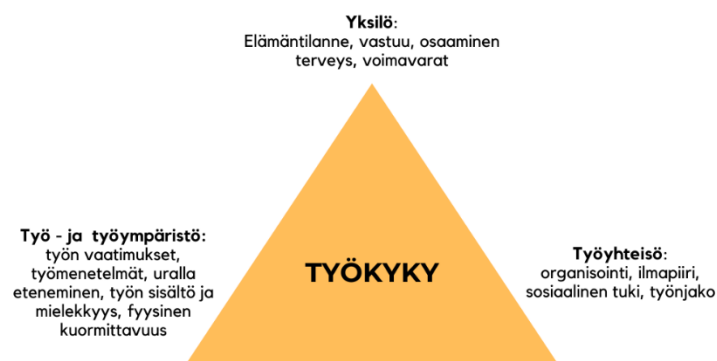 Yksilö:
Elämäntilanne, vastuu, osaaminen
terveys, voimavarat
Työ - ja työympäristö:
työn vaatimukset,
työmenetelmät, uralla
eteneminen, työn sisältö ja
mielekkyys, fyysinen
kuormittavuus
TYÖKYKY
Työyhteisö:
organisointi, ilmapiiri,
sosiaalinen tuki, työnjako